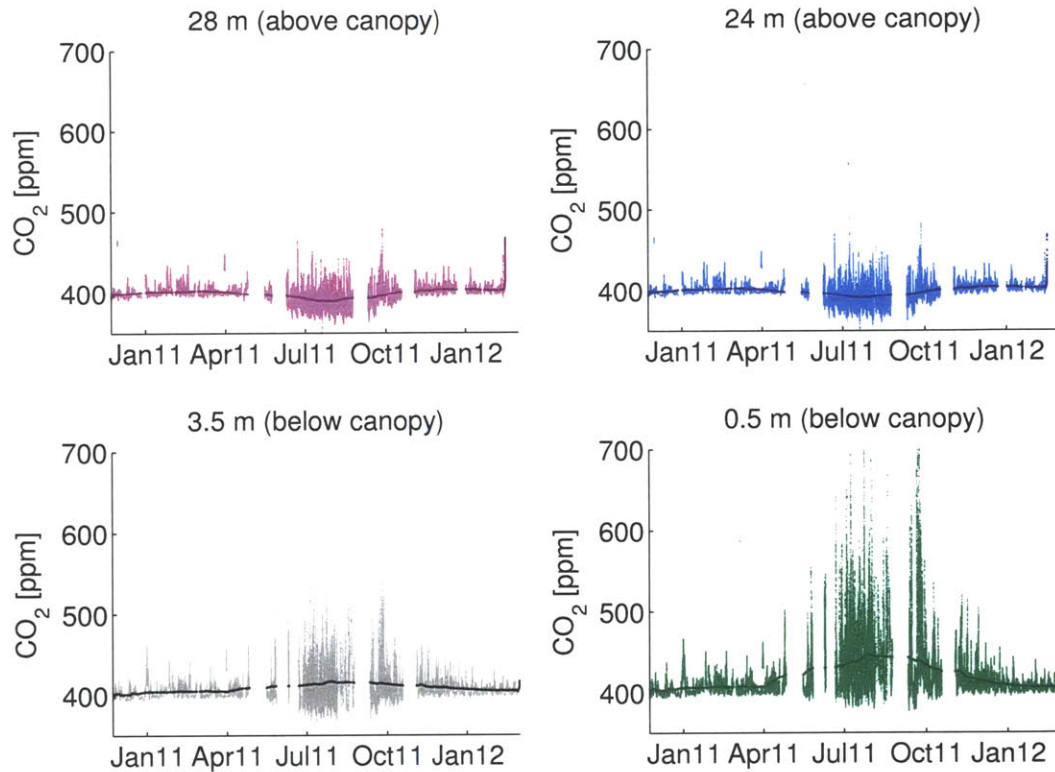 28 m (above canopy)
700
600
500
400
CO2 [ppm]
Jan11 Apr11 Jul11 Oct11 Jan12
24 m (above canopy)
700
600
500
400
CO2 [ppm]
Jan11 Apr11 Jul11 Oct11 Jan12
3.5 m (below canopy)
700
600
500
400
CO2 [ppm]
Jan11 Apr11 Jul11 Oct11 Jan12
0.5 m (below canopy)
700
600
500
400
CO2 [ppm]
Jan11 Apr11 Jul11 Oct11 Jan12